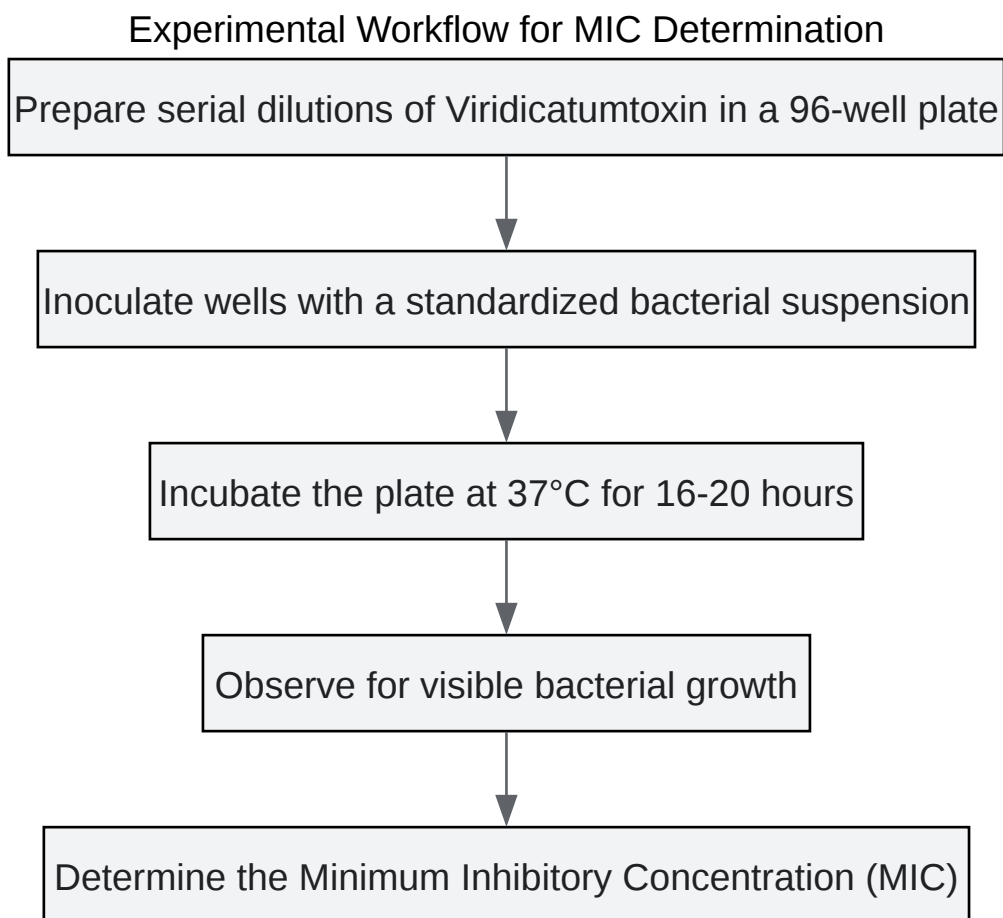 Experimental Workflow for MIC Determination
Prepare serial dilutions of Viridicatumtoxin in a 96-well plate
Inoculate wells with a standardized bacterial suspension
Incubate the plate at 37°C for 16-20 hours
Observe for visible bacterial growth
Determine the Minimum Inhibitory Concentration (MIC)